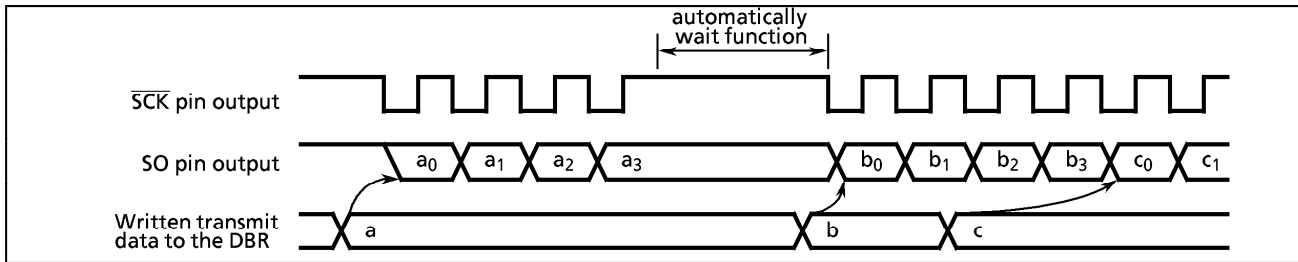 automatically
wait function
SCK pin output
SO pin output
a0 a1 a2 a3 b0 b1 b2 b3 c0 c1
Written transmit
data to the DBR
a b c